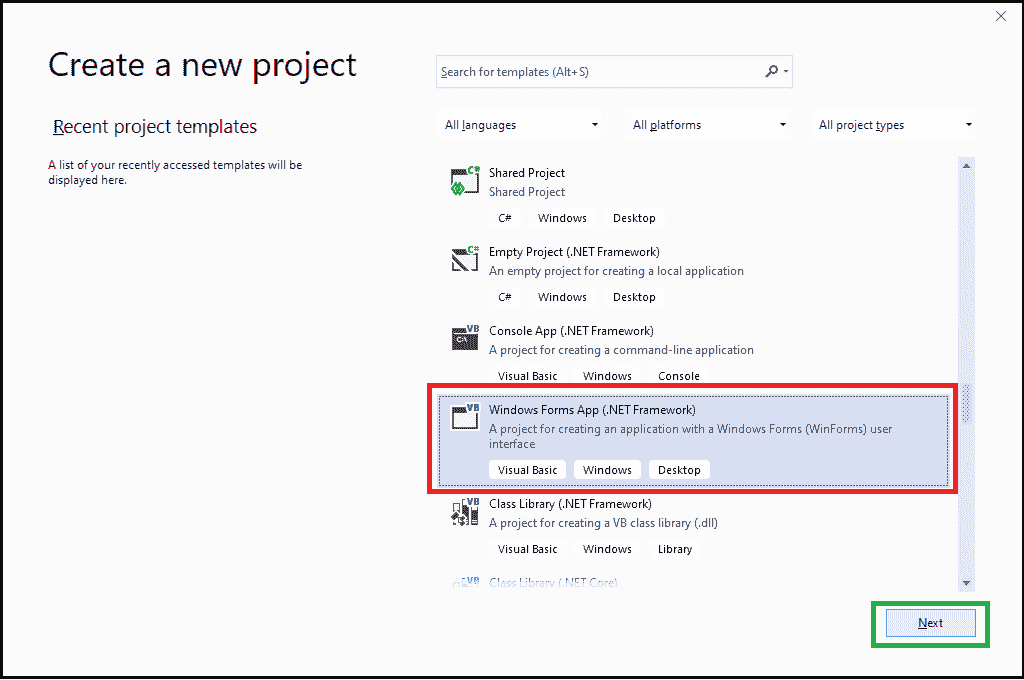 Create a new project
Search for templates (Alt+S)
Recent project templates
All languages
All platforms
All project types
A list of your recently accessed templates will be
displayed here.
C#
Shared Project
Shared Project
C#
Windows
Desktop
C#
Empty Project (.NET Framework)
An empty project for creating a local application
C#
Windows
Desktop
VB
C:\
Console App (.NET Framework)
A project for creating a command-line application
Visual Basic
Windows
Console
VB
Windows Forms App (.NET Framework)
A project for creating an application with a Windows Forms (WinForms) user
interface
Visual Basic
Windows
Desktop
VB
Class Library (.NET Framework)
A project for creating a VB class library (.dll)
Visual Basic
Windows
Library
VB
Class Library (.NET Core)
Next